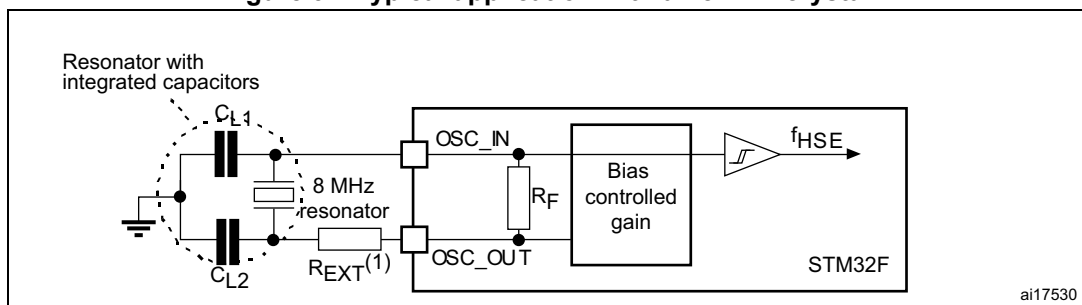 Resonator with
integrated capacitors
CL1
OSC_IN
fHSE
8 MHz
resonator
RF
Bias
controlled
gain
REXT(1)
OSC_OUT
CL2
STM32F
ai17530